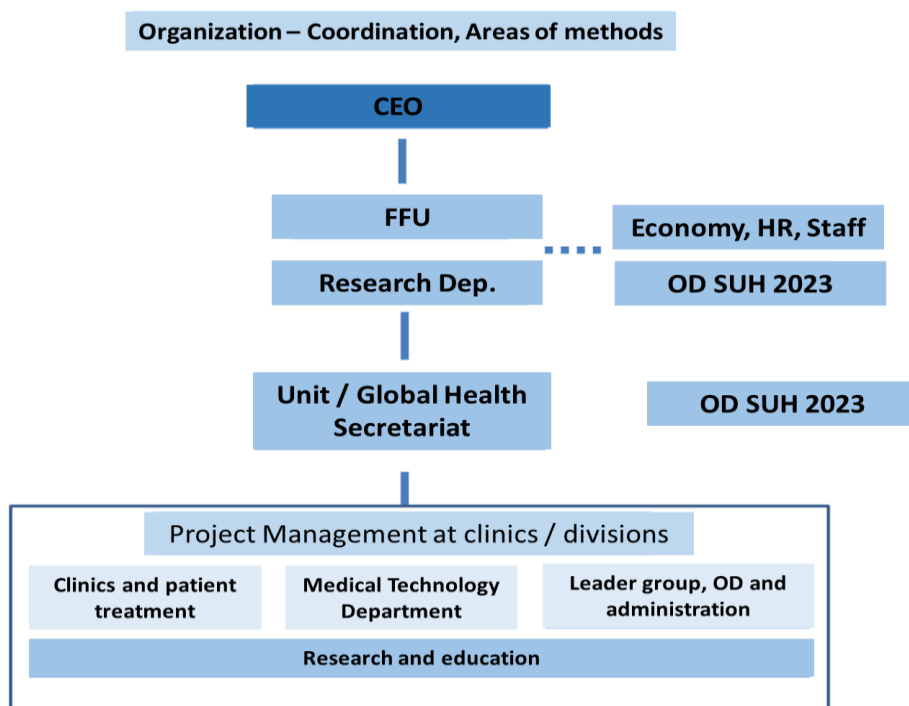 Organization – Coordination, Areas of methods
CEO
FFU
Economy, HR, Staff
Research Dep.
OD SUH 2023
Unit / Global Health
Secretariat
OD SUH 2023
Project Management at clinics / divisions
Clinics and patient
treatment
Medical Technology
Department
Leader group, OD and
administration
Research and education